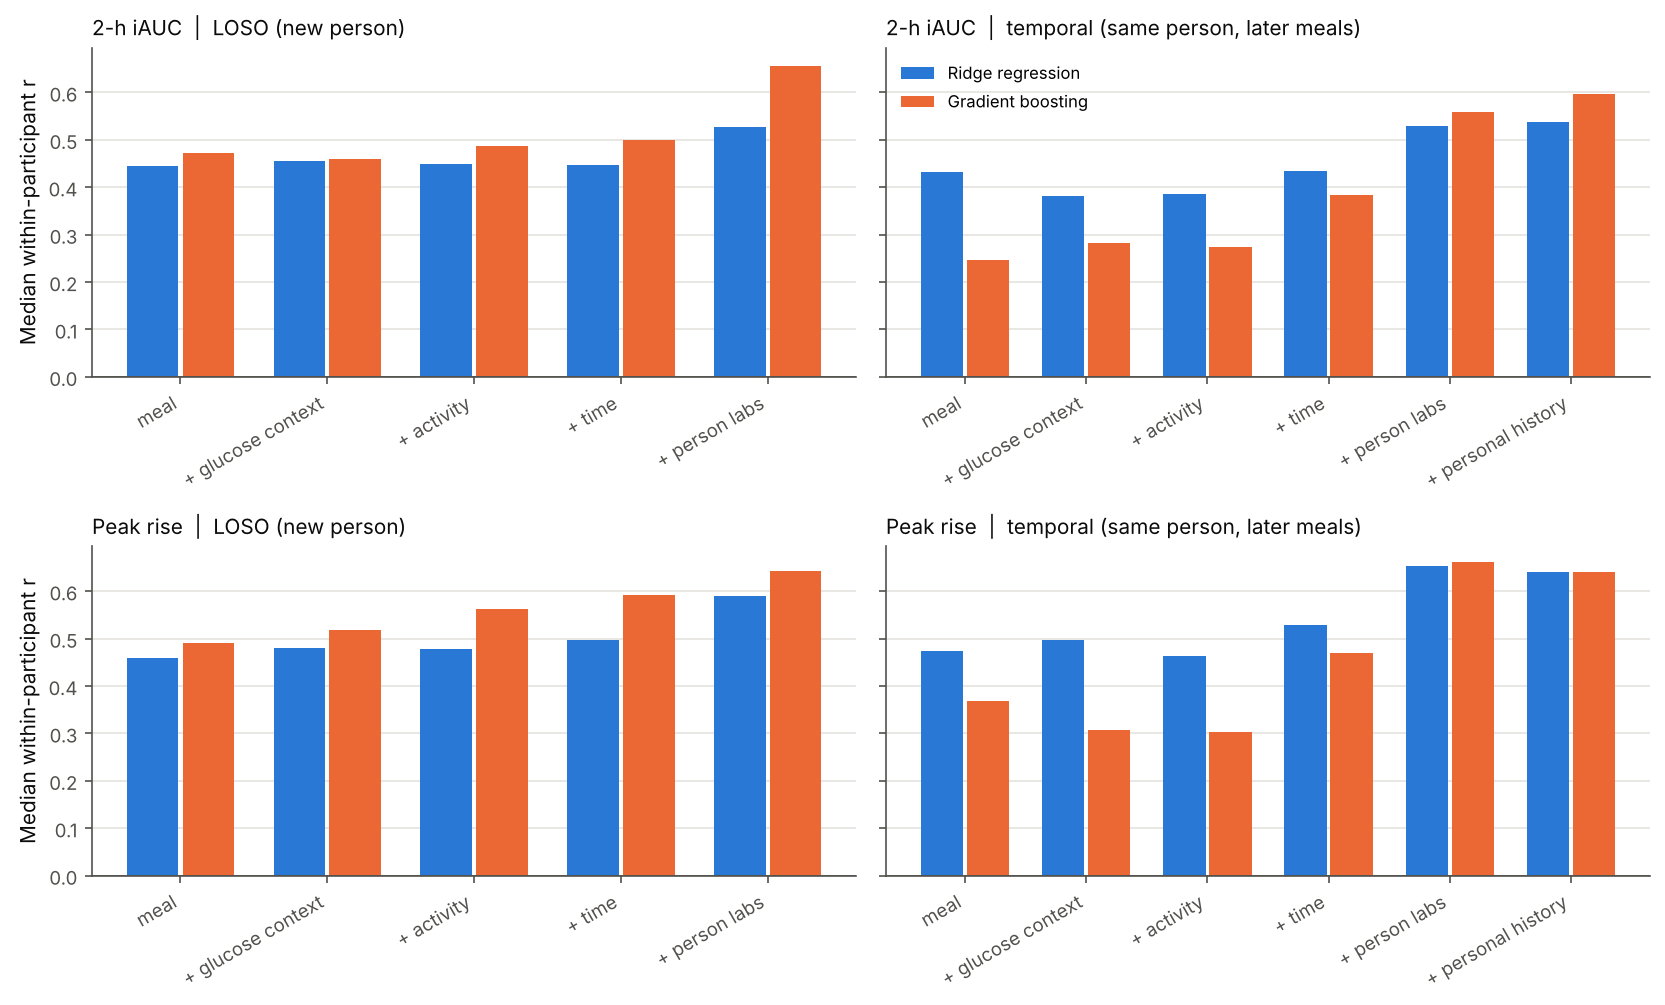 2-h iAUC | LOSO (new person)
Median within-participant r
0.6
0.5
0.4
0.3
0.2
0.1
0.0
meal
+ glucose context
+ activity
+ time
+ person labs
2-h iAUC | temporal (same person, later meals)
Ridge regression
Gradient boosting
meal
+ glucose context
+ activity
+ time
+ person labs
+ personal history
Peak rise | LOSO (new person)
Median within-participant r
0.6
0.5
0.4
0.3
0.2
0.1
0.0
meal
+ glucose context
+ activity
+ time
+ person labs
Peak rise | temporal (same person, later meals)
meal
+ glucose context
+ activity
+ time
+ person labs
+ personal history